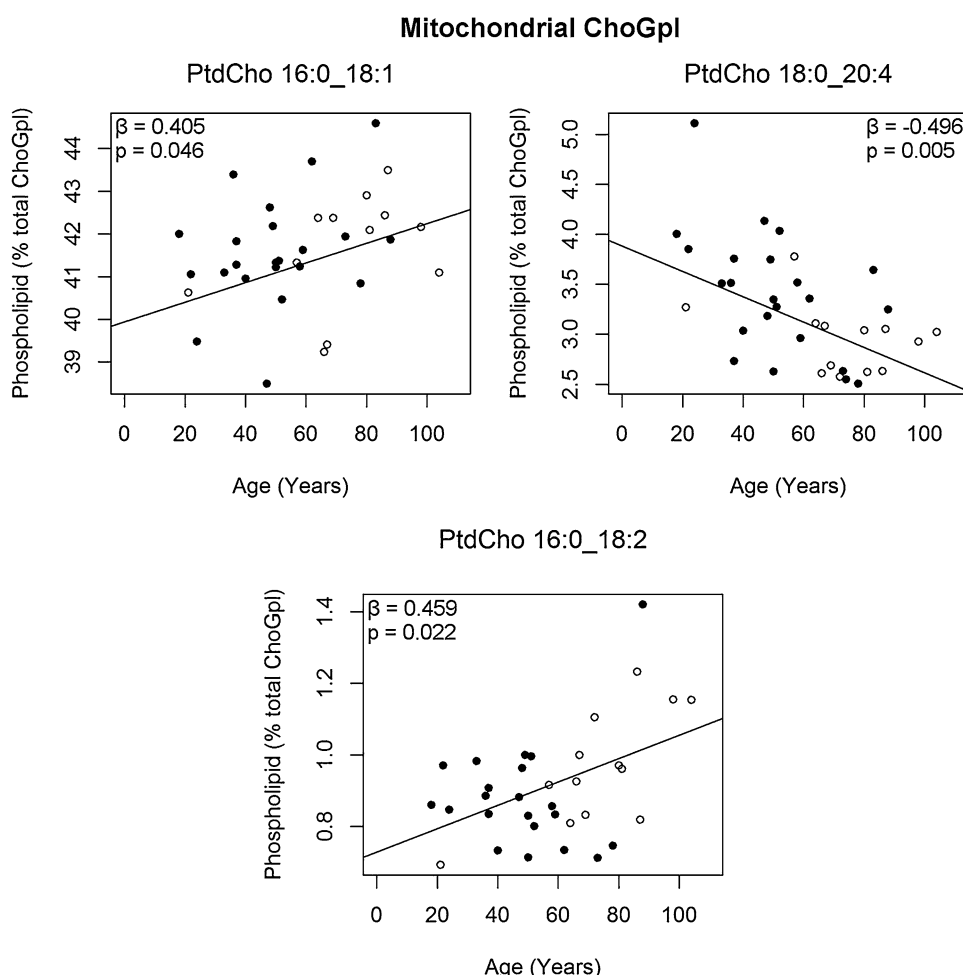 Mitochondrial ChoGpl
PtdCho 16:0_18:1
Phospholipid (% total ChoGpl)
β = 0.405
p = 0.046
44
43
42
41
40
39
0 20 40 60 80 100
Age (Years)
PtdCho 18:0_20:4
Phospholipid (% total ChoGpl)
β = -0.496
p = 0.005
5.0
4.5
4.0
3.5
3.0
2.5
0 20 40 60 80 100
Age (Years)
PtdCho 16:0_18:2
Phospholipid (% total ChoGpl)
β = 0.459
p = 0.022
1.4
1.2
1.0
0.8
0 20 40 60 80 100
Age (Years)